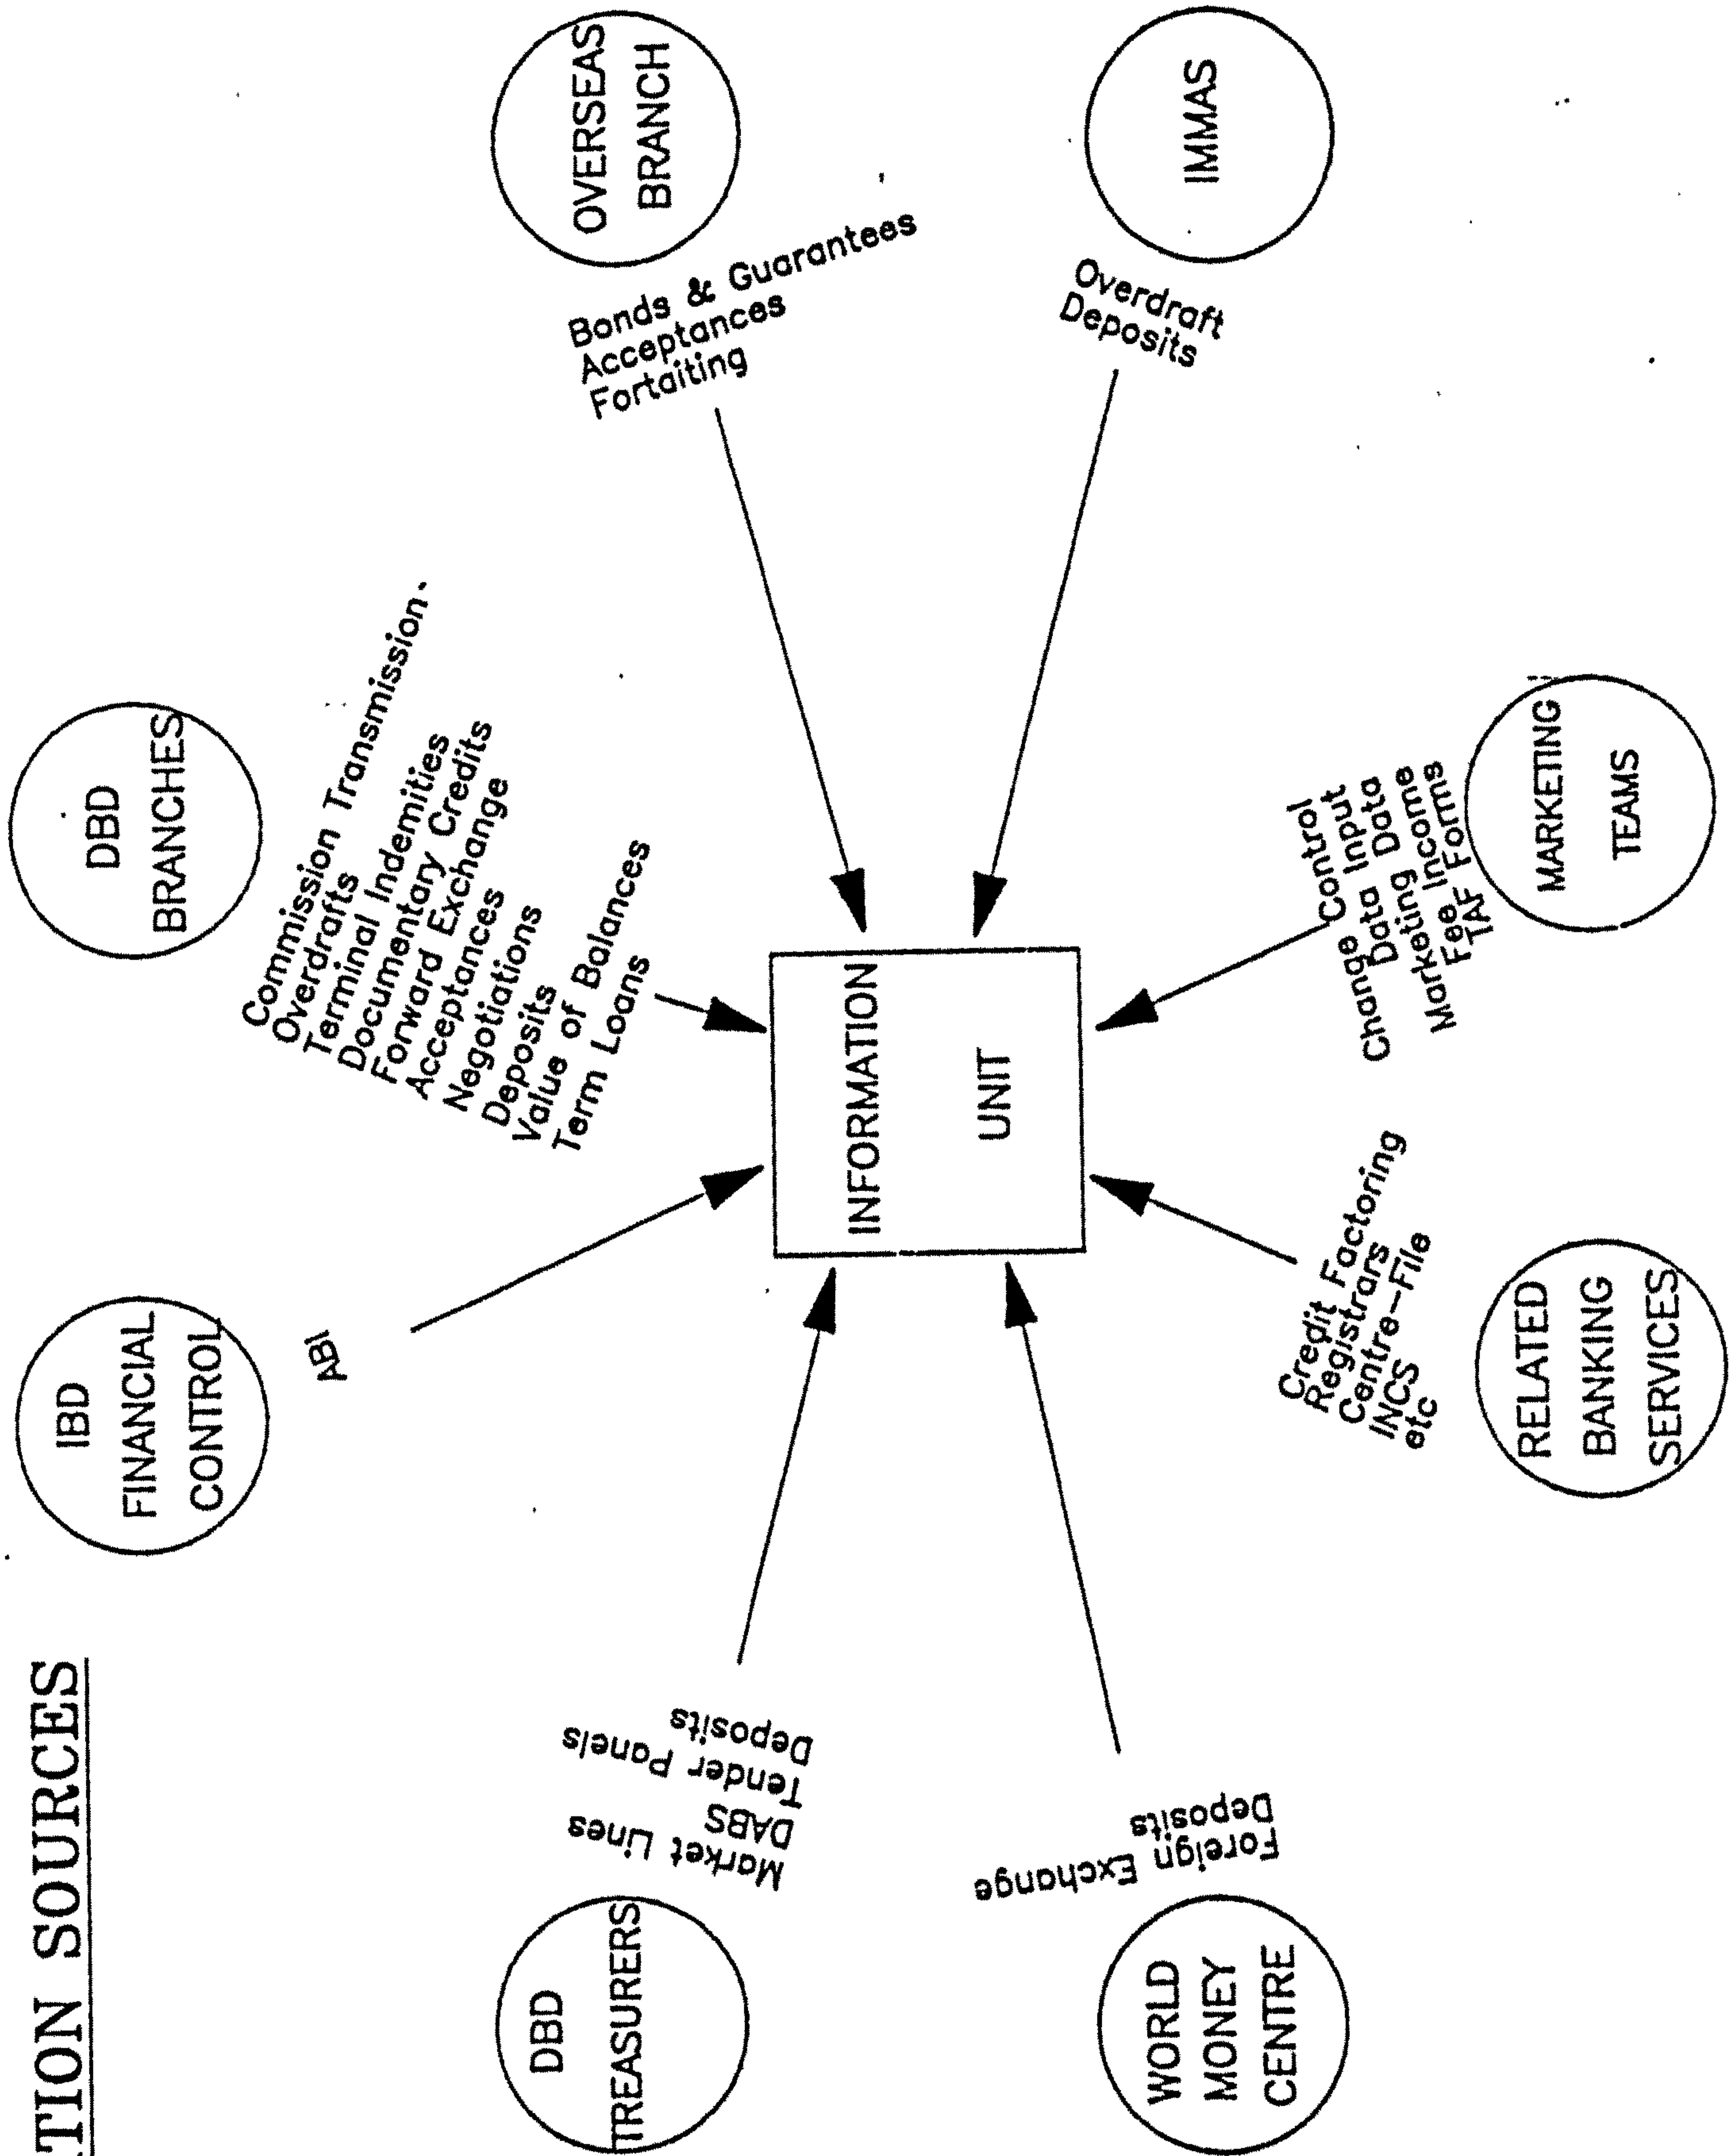 TION SOURCES
IBD
FINANCIAL
CONTROL
ABI
DBD
BRANCHES
Commission Transmission
Overdrafts
Terminal Indemities
Documentary Credits
Forward Exchange
Acceptances
Negotiations
Deposits
Value of Balances
Term Loans
DBD
TREASURERS
Market Lines
DABS
Tender Panels
Deposits
OVERSEAS
BRANCH
Bonds & Guarantees
Acceptances
Fortaiting
INFORMATION
UNIT
WORLD
MONEY
CENTRE
Foreign Exchange
Deposits
IMMAS
Overdraft
Deposits
Credit Factoring
Registrars
Centre-File
INCS
etc
RELATED
BANKING
SERVICES
Change Control
Data Input
Marketing Data
Fee Income
TAF Forms
MARKETING
TEAMS